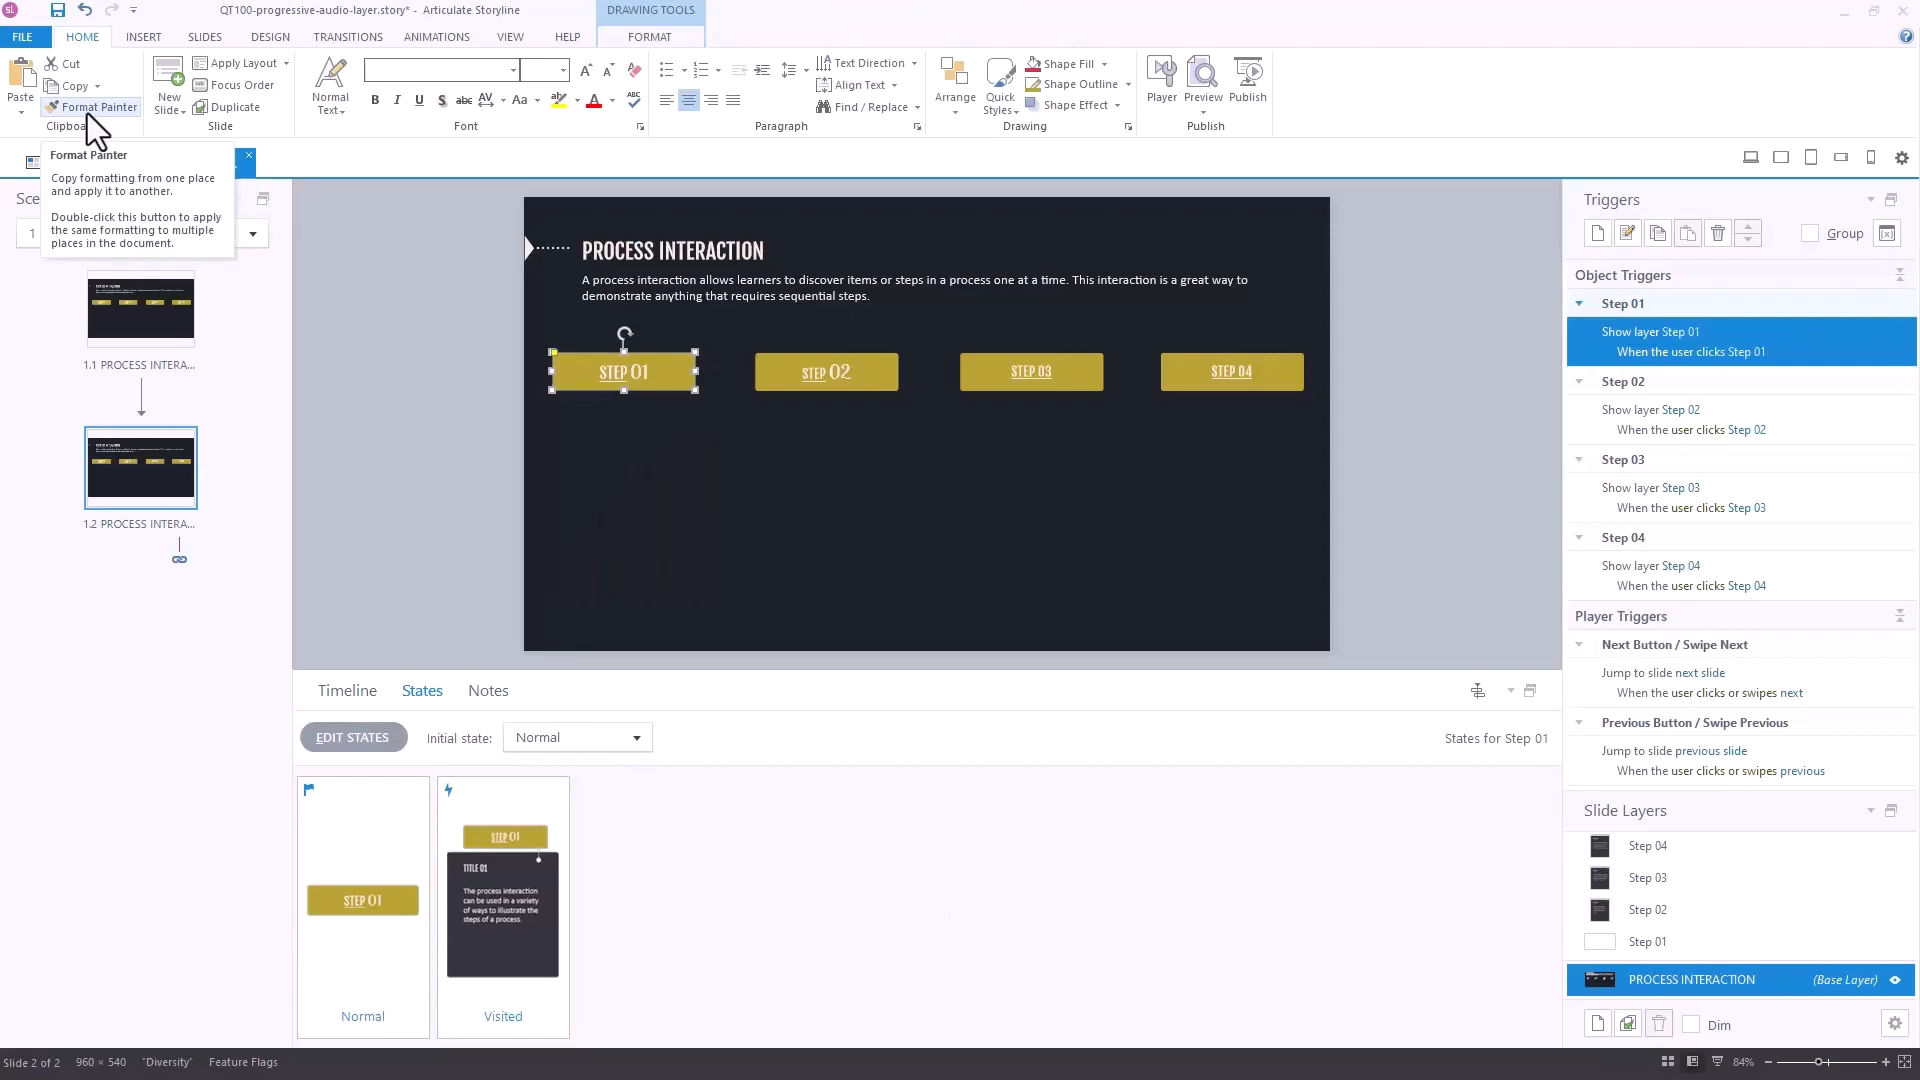 QT100-progressive-audio-layer.story* - Articulate Storyline
DRAWING TOOLS
FILE
HOME
INSERT
SLIDES
DESIGN
TRANSITIONS
ANIMATIONS
VIEW
HELP
FORMAT
Paste
Cut
Copy
Format Painter
New
Slide
Apply Layout
Focus Order
Duplicate
Slide
Normal
Text
B I U S abc AV Aa
A
ABC
Font
Text Direction
Align Text
Find / Replace
Paragraph
Arrange
Quick
Styles
Shape Fill
Shape Outline
Shape Effect
Drawing
Player
Preview
Publish
Publish
Format Painter
Copy formatting from one place
and apply it to another.
Double-click this button to apply
the same formatting to multiple
places in the document.
1
1.1 PROCESS INTERA...
1.2 PROCESS INTERA...
PROCESS INTERACTION
A process interaction allows learners to discover items or steps in a process one at a time. This interaction is a great way to
demonstrate anything that requires sequential steps.
STEP 01
STEP 02
STEP 03
STEP 04
Timeline
States
Notes
EDIT STATES
Initial state:
Normal
States for Step 01
STEP 01
Normal
STEP 01
TITLE 01
The process interaction
can be used in a variety
of ways to illustrate the
steps of a process.
Visited
Triggers
Group
Object Triggers
Step 01
Show layer Step 01
When the user clicks Step 01
Step 02
Show layer Step 02
When the user clicks Step 02
Step 03
Show layer Step 03
When the user clicks Step 03
Step 04
Show layer Step 04
When the user clicks Step 04
Player Triggers
Next Button / Swipe Next
Jump to slide next slide
When the user clicks or swipes next
Previous Button / Swipe Previous
Jump to slide previous slide
When the user clicks or swipes previous
Slide Layers
Step 04
Step 03
Step 02
Step 01
PROCESS INTERACTION (Base Layer)
Dim
Slide 2 of 2
960 × 540
"Diversity"
Feature Flags
84%